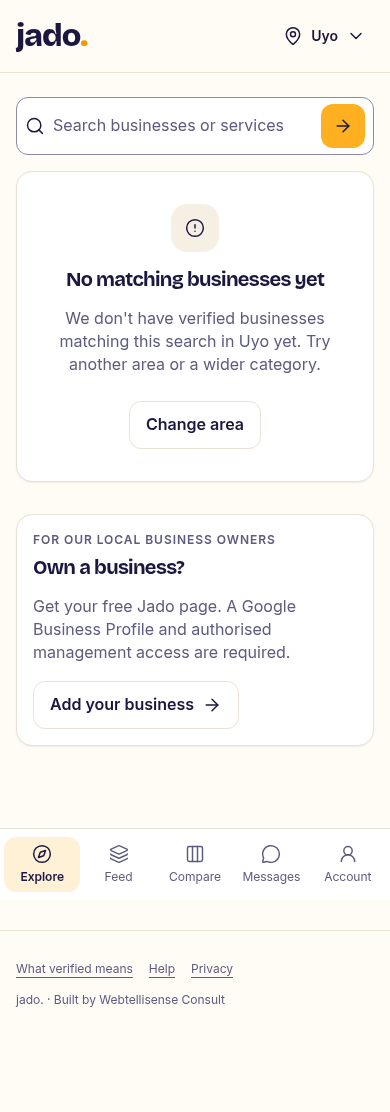 jado.
Uyo
Search businesses or services
No matching businesses yet
We don't have verified businesses
matching this search in Uyo yet. Try
another area or a wider category.
Change area
FOR OUR LOCAL BUSINESS OWNERS
Own a business?
Get your free Jado page. A Google
Business Profile and authorised
management access are required.
Add your business
Explore Feed Compare Messages Account
What verified means Help Privacy
jado. · Built by Webtellisense Consult